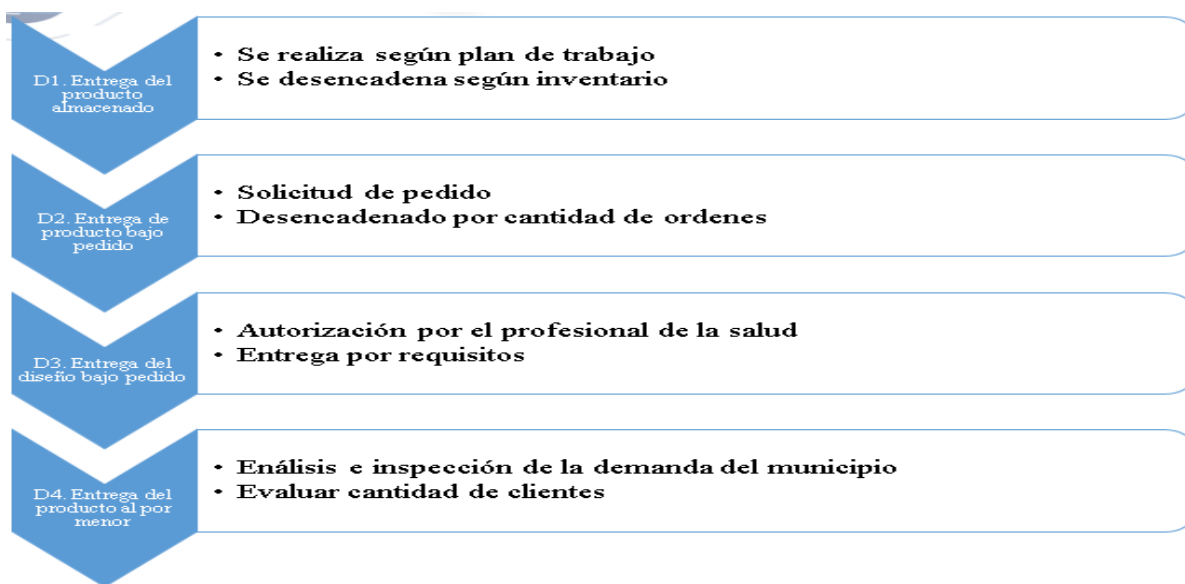 D1. Entrega del
producto
almacenado
• Se realiza según plan de trabajo
• Se desencadena según inventario
D2. Entrega de
producto bajo
pedido
• Solicitud de pedido
• Desencadenado por cantidad de ordenes
D3. Entrega del
diseño bajo pedido
• Autorización por el profesional de la salud
• Entrega por requisitos
D4. Entrega del
producto al por
menor
• Enálisis e inspección de la demanda del municipio
• Evaluar cantidad de clientes